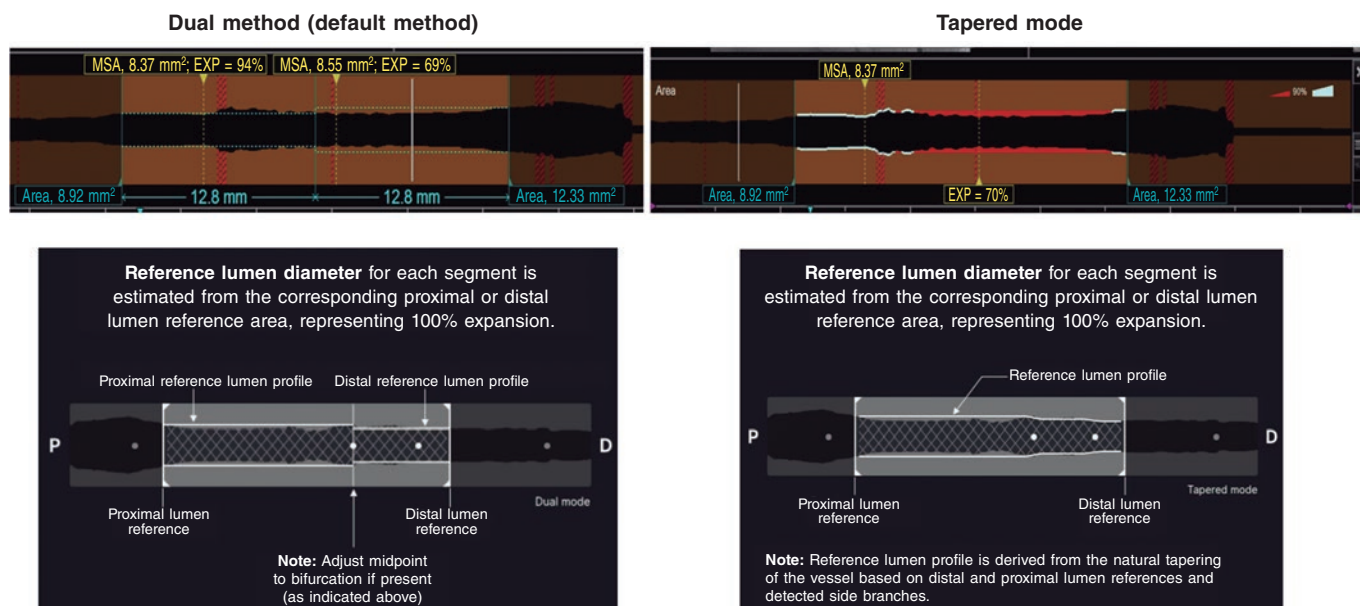 Dual method (default method)
MSA, 8.37 mm²; EXP = 94%
MSA, 8.55 mm²; EXP = 69%
Area, 8.92 mm²
12.8 mm
12.8 mm
Area, 12.33 mm²
Tapered mode
MSA, 8.37 mm²
Area
90%
Area, 8.92 mm²
EXP = 70%
Area, 12.33 mm²
Reference lumen diameter for each segment is
estimated from the corresponding proximal or distal
lumen reference area, representing 100% expansion.
Proximal reference lumen profile
Distal reference lumen profile
P
D
Dual mode
Proximal lumen
reference
Distal lumen
reference
Note: Adjust midpoint
to bifurcation if present
(as indicated above)
Reference lumen diameter for each segment is
estimated from the corresponding proximal or distal lumen
reference area, representing 100% expansion.
Reference lumen profile
P
D
Tapered mode
Proximal lumen
reference
Distal lumen
reference
Note: Reference lumen profile is derived from the natural tapering
of the vessel based on distal and proximal lumen references and
detected side branches.